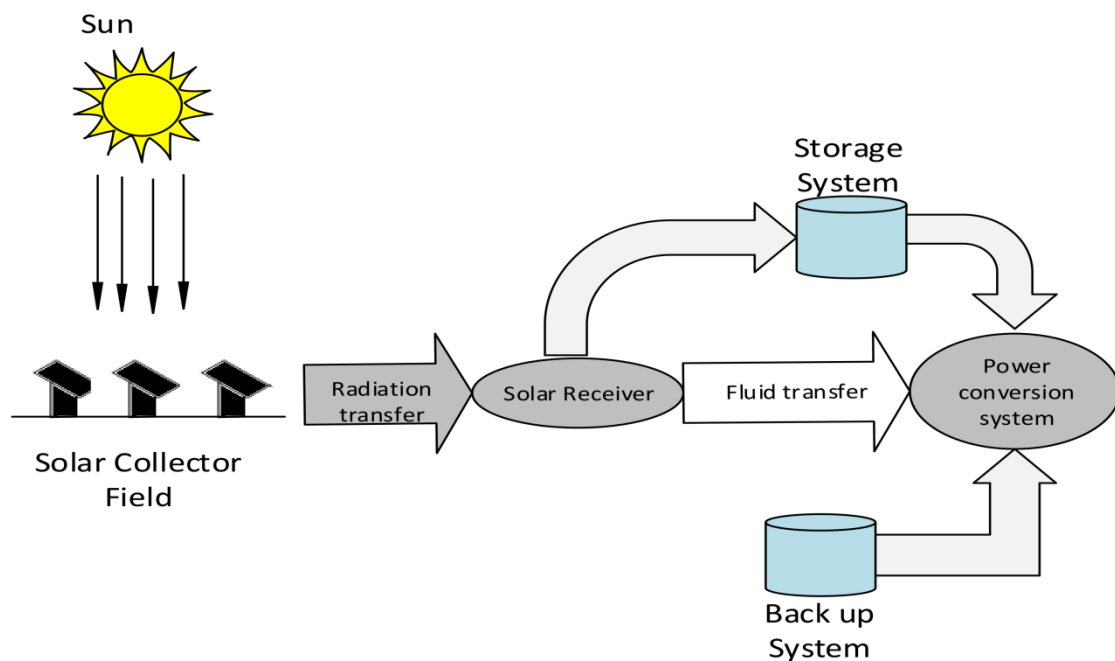 Sun
Storage
System
Radiation
transfer
Solar Receiver
Fluid transfer
Power
conversion
system
Solar Collector
Field
Back up
System